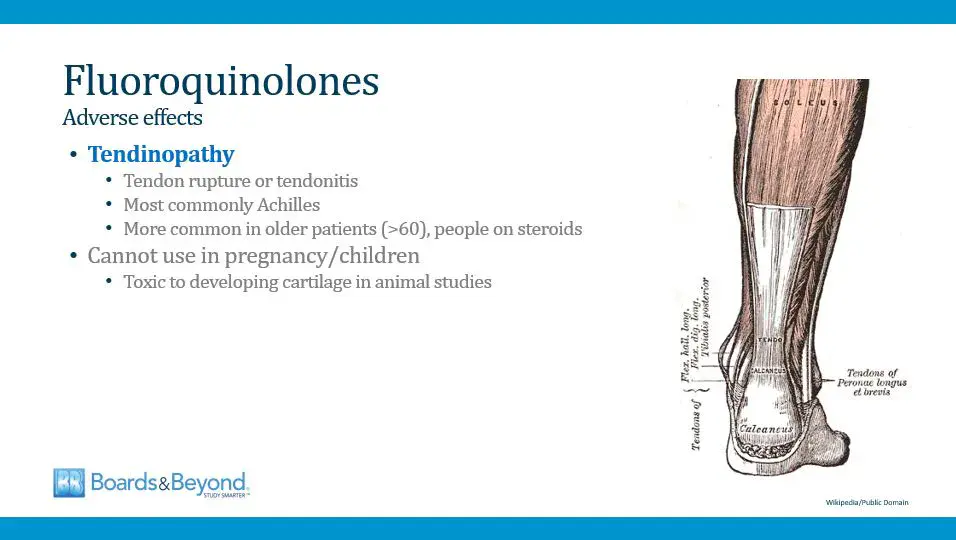 Fluoroquinolones
Adverse effects
• Tendinopathy
• Tendon rupture or tendonitis
• Most commonly Achilles
• More common in older patients (>60), people on steroids
• Cannot use in pregnancy/children
• Toxic to developing cartilage in animal studies
SOLEUS
TENDO
CALCANEUS
Calcaneus
Tendons of
Flex. hall. long.
Flex. dig. long.
Tibialis posterior
Tendons of
Peronæ longus
et brevis
BB Boards&Beyond.
STUDY SMARTER™
Wikipedia/Public Domain